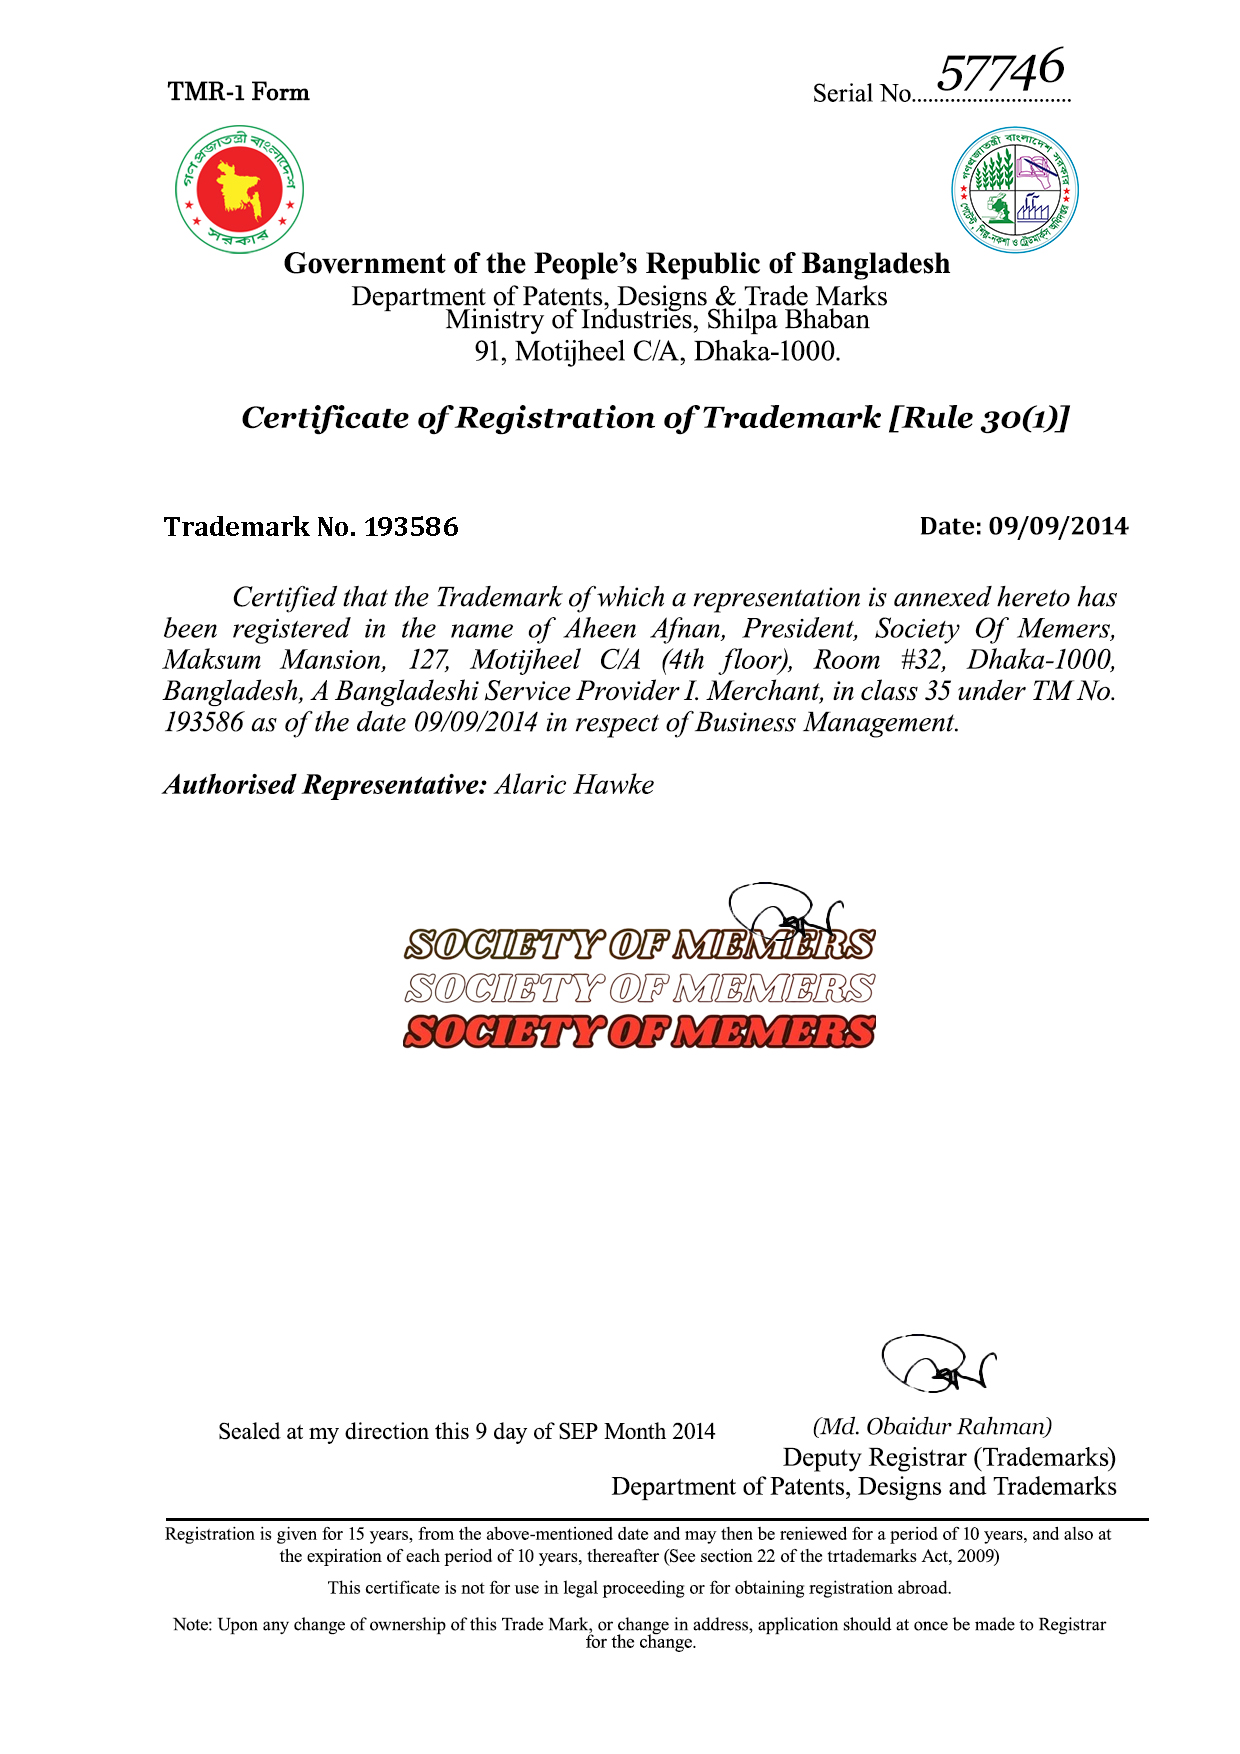 TMR-1 Form
Serial No.............................
57746
গণপ্রজাতন্ত্রী বাংলাদেশ
সরকার
গণপ্রজাতন্ত্রী বাংলাদেশ সরকার
পেটেন্ট, শিল্প-নকশা ও ট্রেডমার্কস অধিদপ্তর
Government of the People’s Republic of Bangladesh
Department of Patents, Designs & Trade Marks
Ministry of Industries, Shilpa Bhaban
91, Motijheel C/A, Dhaka-1000.
Certificate of Registration of Trademark [Rule 30(1)]
Trademark No. 193586
Date: 09/09/2014
Certified that the Trademark of which a representation is annexed hereto has
been registered in the name of Aheen Afnan, President, Society Of Memers,
Maksum Mansion, 127, Motijheel C/A (4th floor), Room #32, Dhaka-1000,
Bangladesh, A Bangladeshi Service Provider I. Merchant, in class 35 under TM No.
193586 as of the date 09/09/2014 in respect of Business Management.
Authorised Representative: Alaric Hawke
SOCIETY OF MEMERS
SOCIETY OF MEMERS
SOCIETY OF MEMERS
Sealed at my direction this 9 day of SEP Month 2014
(Md. Obaidur Rahman)
Deputy Registrar (Trademarks)
Department of Patents, Designs and Trademarks
Registration is given for 15 years, from the above-mentioned date and may then be reniewed for a period of 10 years, and also at
the expiration of each period of 10 years, thereafter (See section 22 of the trtademarks Act, 2009)
This certificate is not for use in legal proceeding or for obtaining registration abroad.
Note: Upon any change of ownership of this Trade Mark, or change in address, application should at once be made to Registrar
for the change.